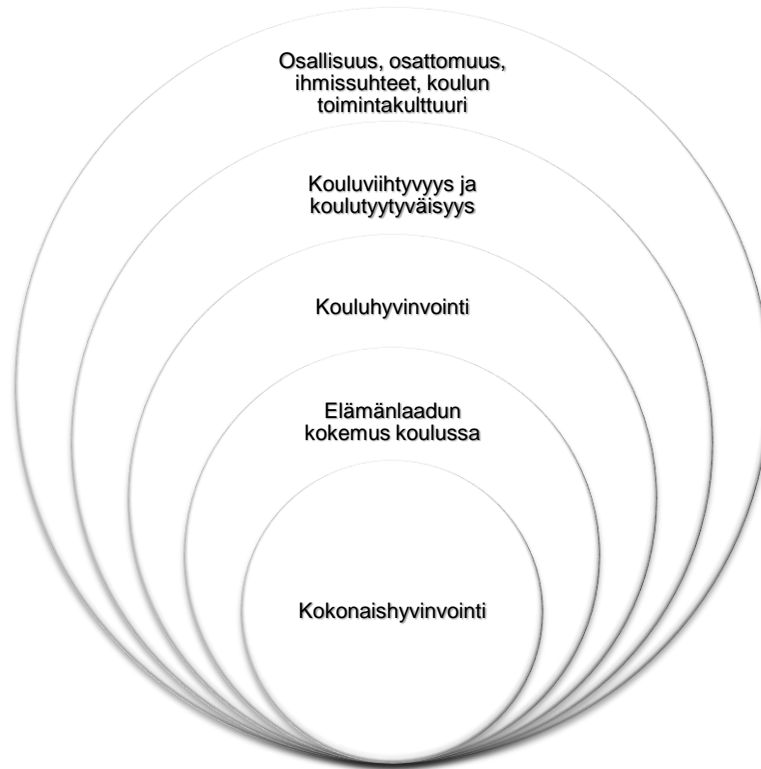 Osallisuus, osattomuus,
ihmissuhteet, koulun
toimintakulttuuri
Kouluviihtyvyys ja
koulutyytyväisyys
Kouluhyvinvointi
Elämänlaadun
kokemus koulussa
Kokonaishyvinvointi